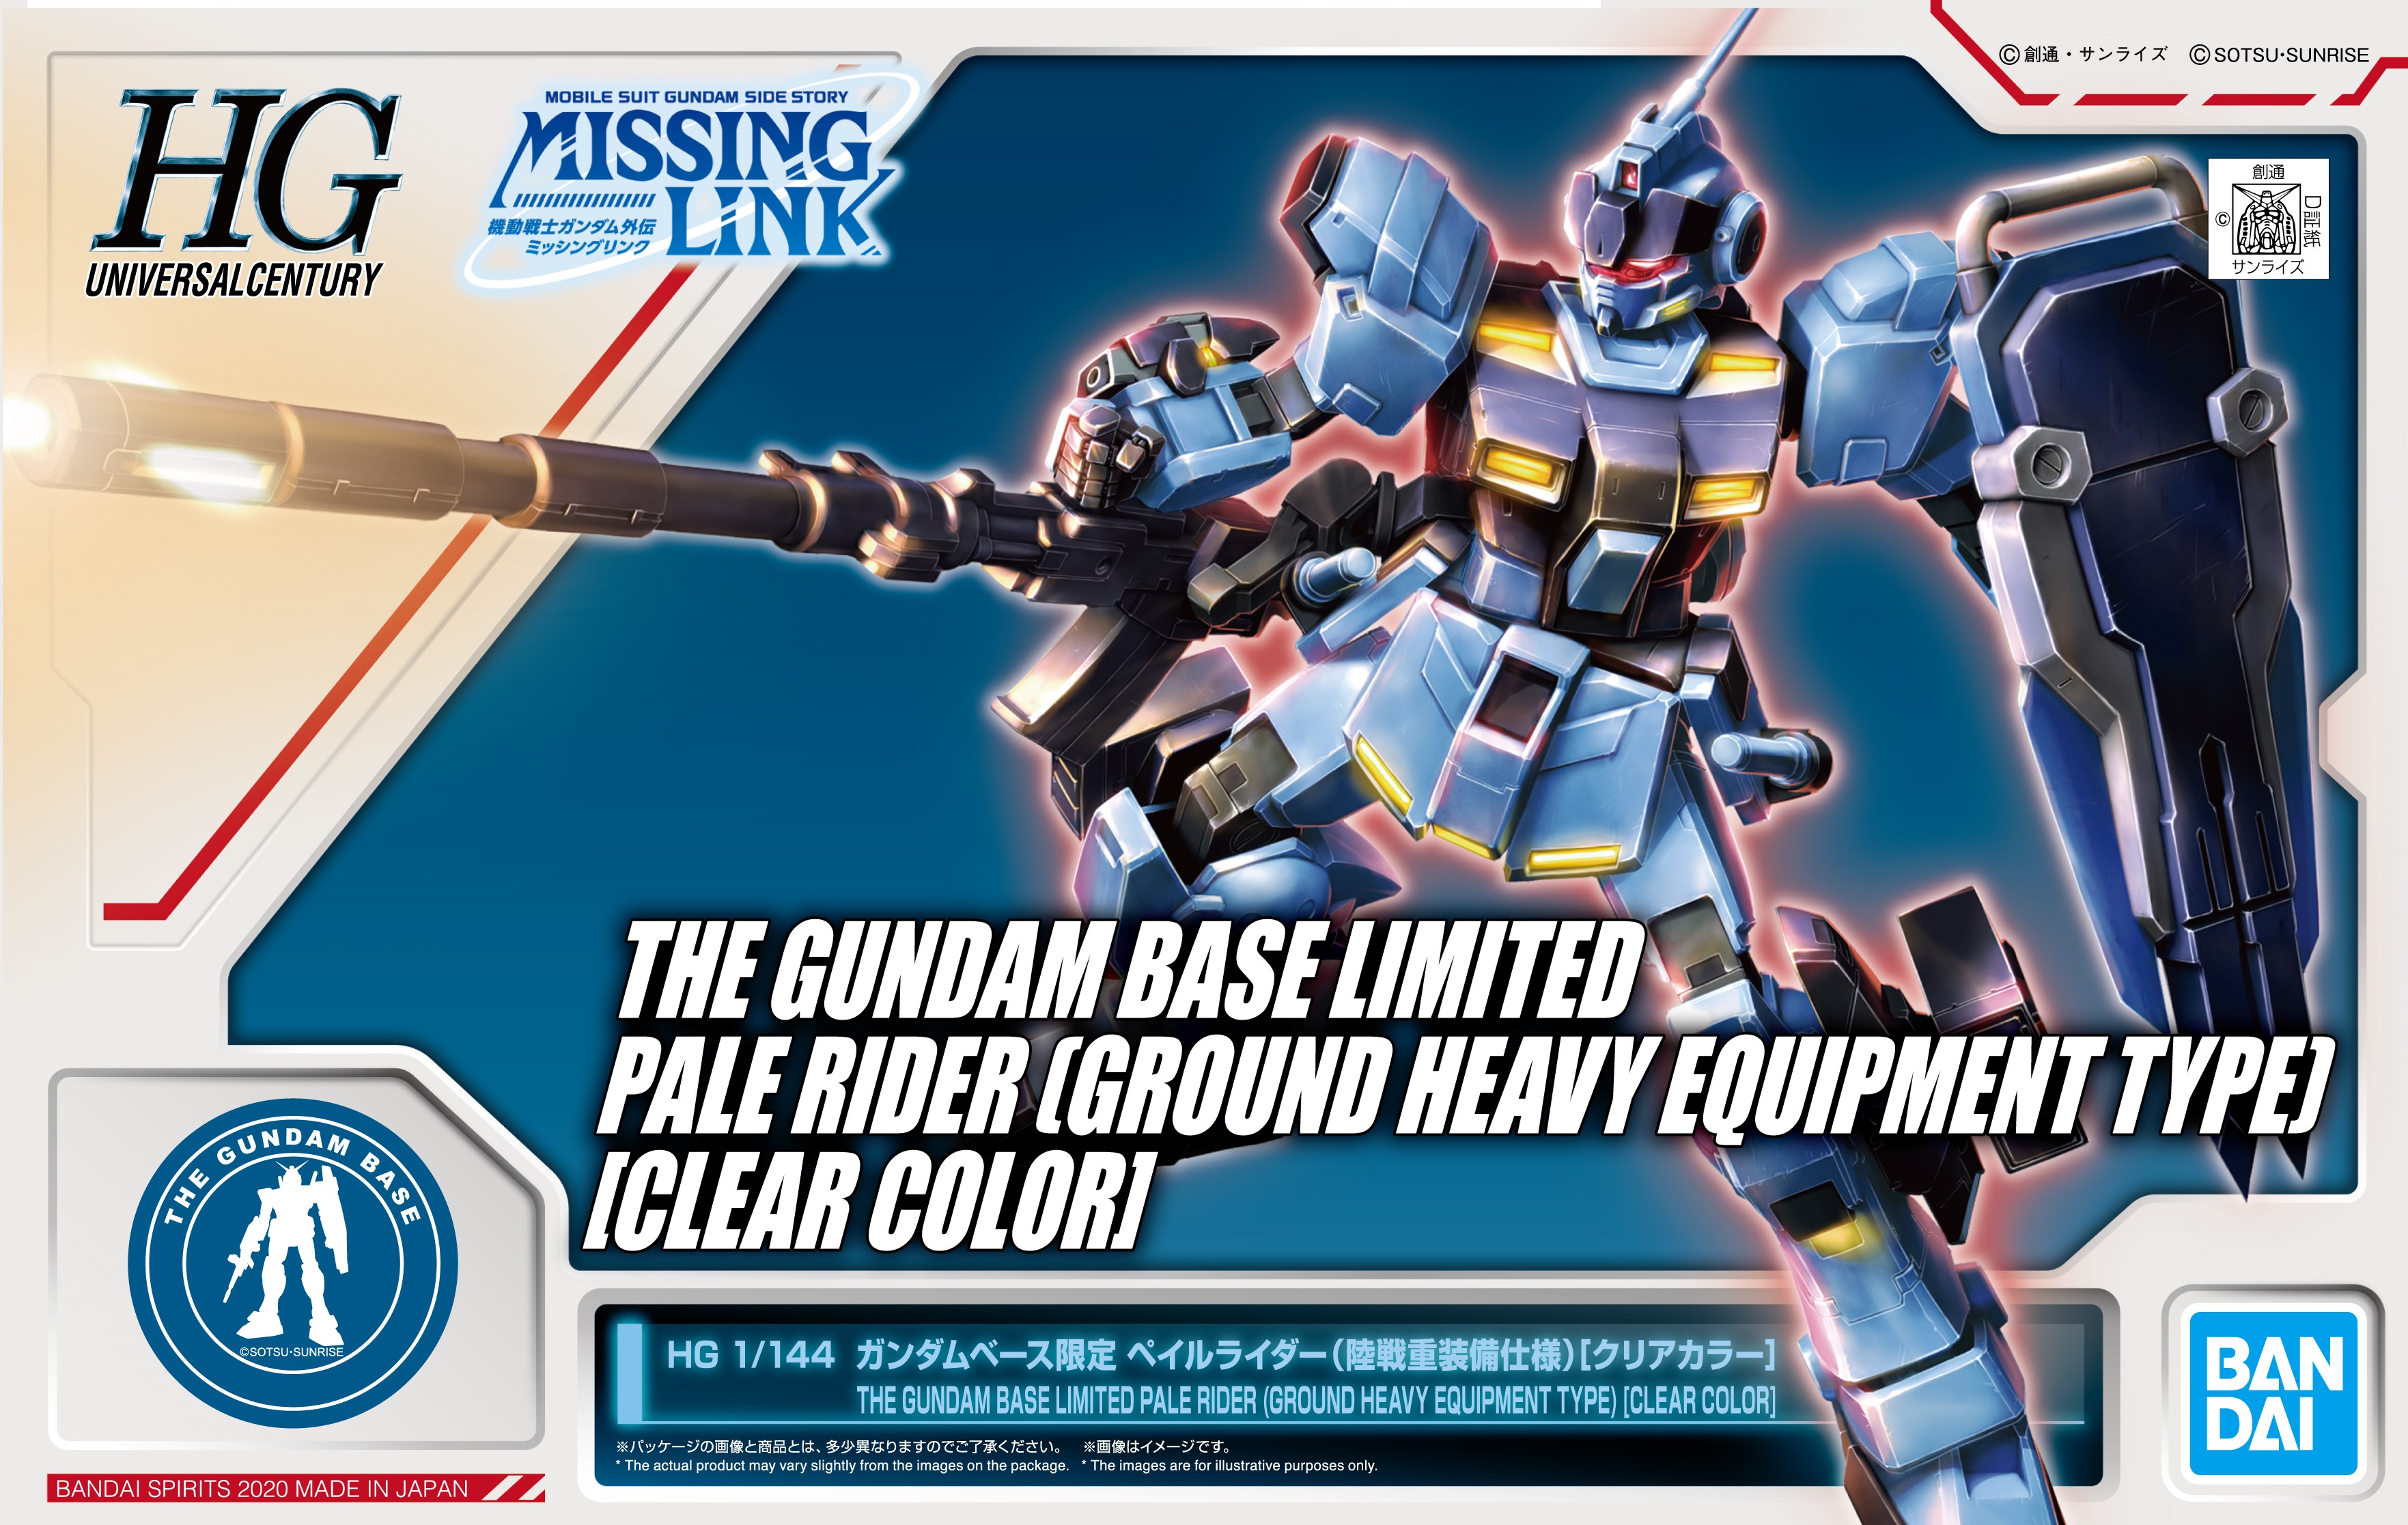 ©創通・サンライズ ©SOTSU・SUNRISE
HG
UNIVERSAL CENTURY
MOBILE SUIT GUNDAM SIDE STORY
MISSING
LINK
機動戦士ガンダム外伝
ミッシングリンク
創通
©
D証紙
サンライズ
THE GUNDAM BASE LIMITED
PALE RIDER (GROUND HEAVY EQUIPMENT TYPE)
[CLEAR COLOR]
THE GUNDAM BASE
©SOTSU・SUNRISE
HG 1/144 ガンダムベース限定 ペイルライダー(陸戦重装備仕様)[クリアカラー]
THE GUNDAM BASE LIMITED PALE RIDER (GROUND HEAVY EQUIPMENT TYPE) [CLEAR COLOR]
※パッケージの画像と商品とは、多少異なりますのでご了承ください。 ※画像はイメージです。
* The actual product may vary slightly from the images on the package. * The images are for illustrative purposes only.
BANDAI SPIRITS 2020 MADE IN JAPAN
BAN
DAI